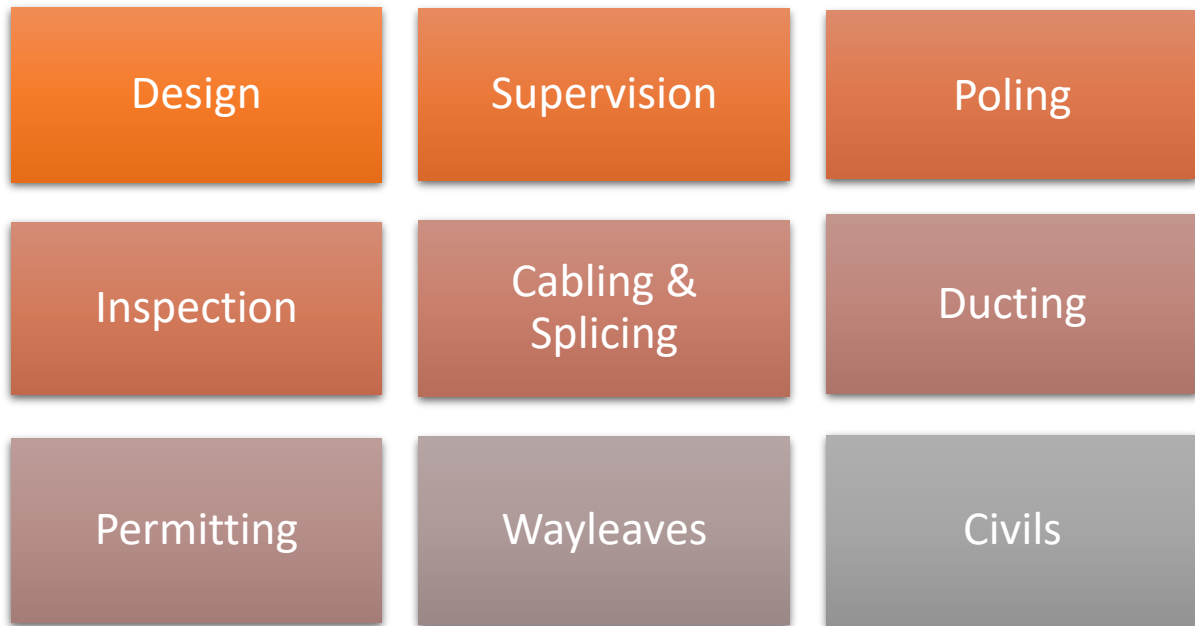 Design
Supervision
Poling
Inspection
Cabling &
Splicing
Ducting
Permitting
Wayleaves
Civils